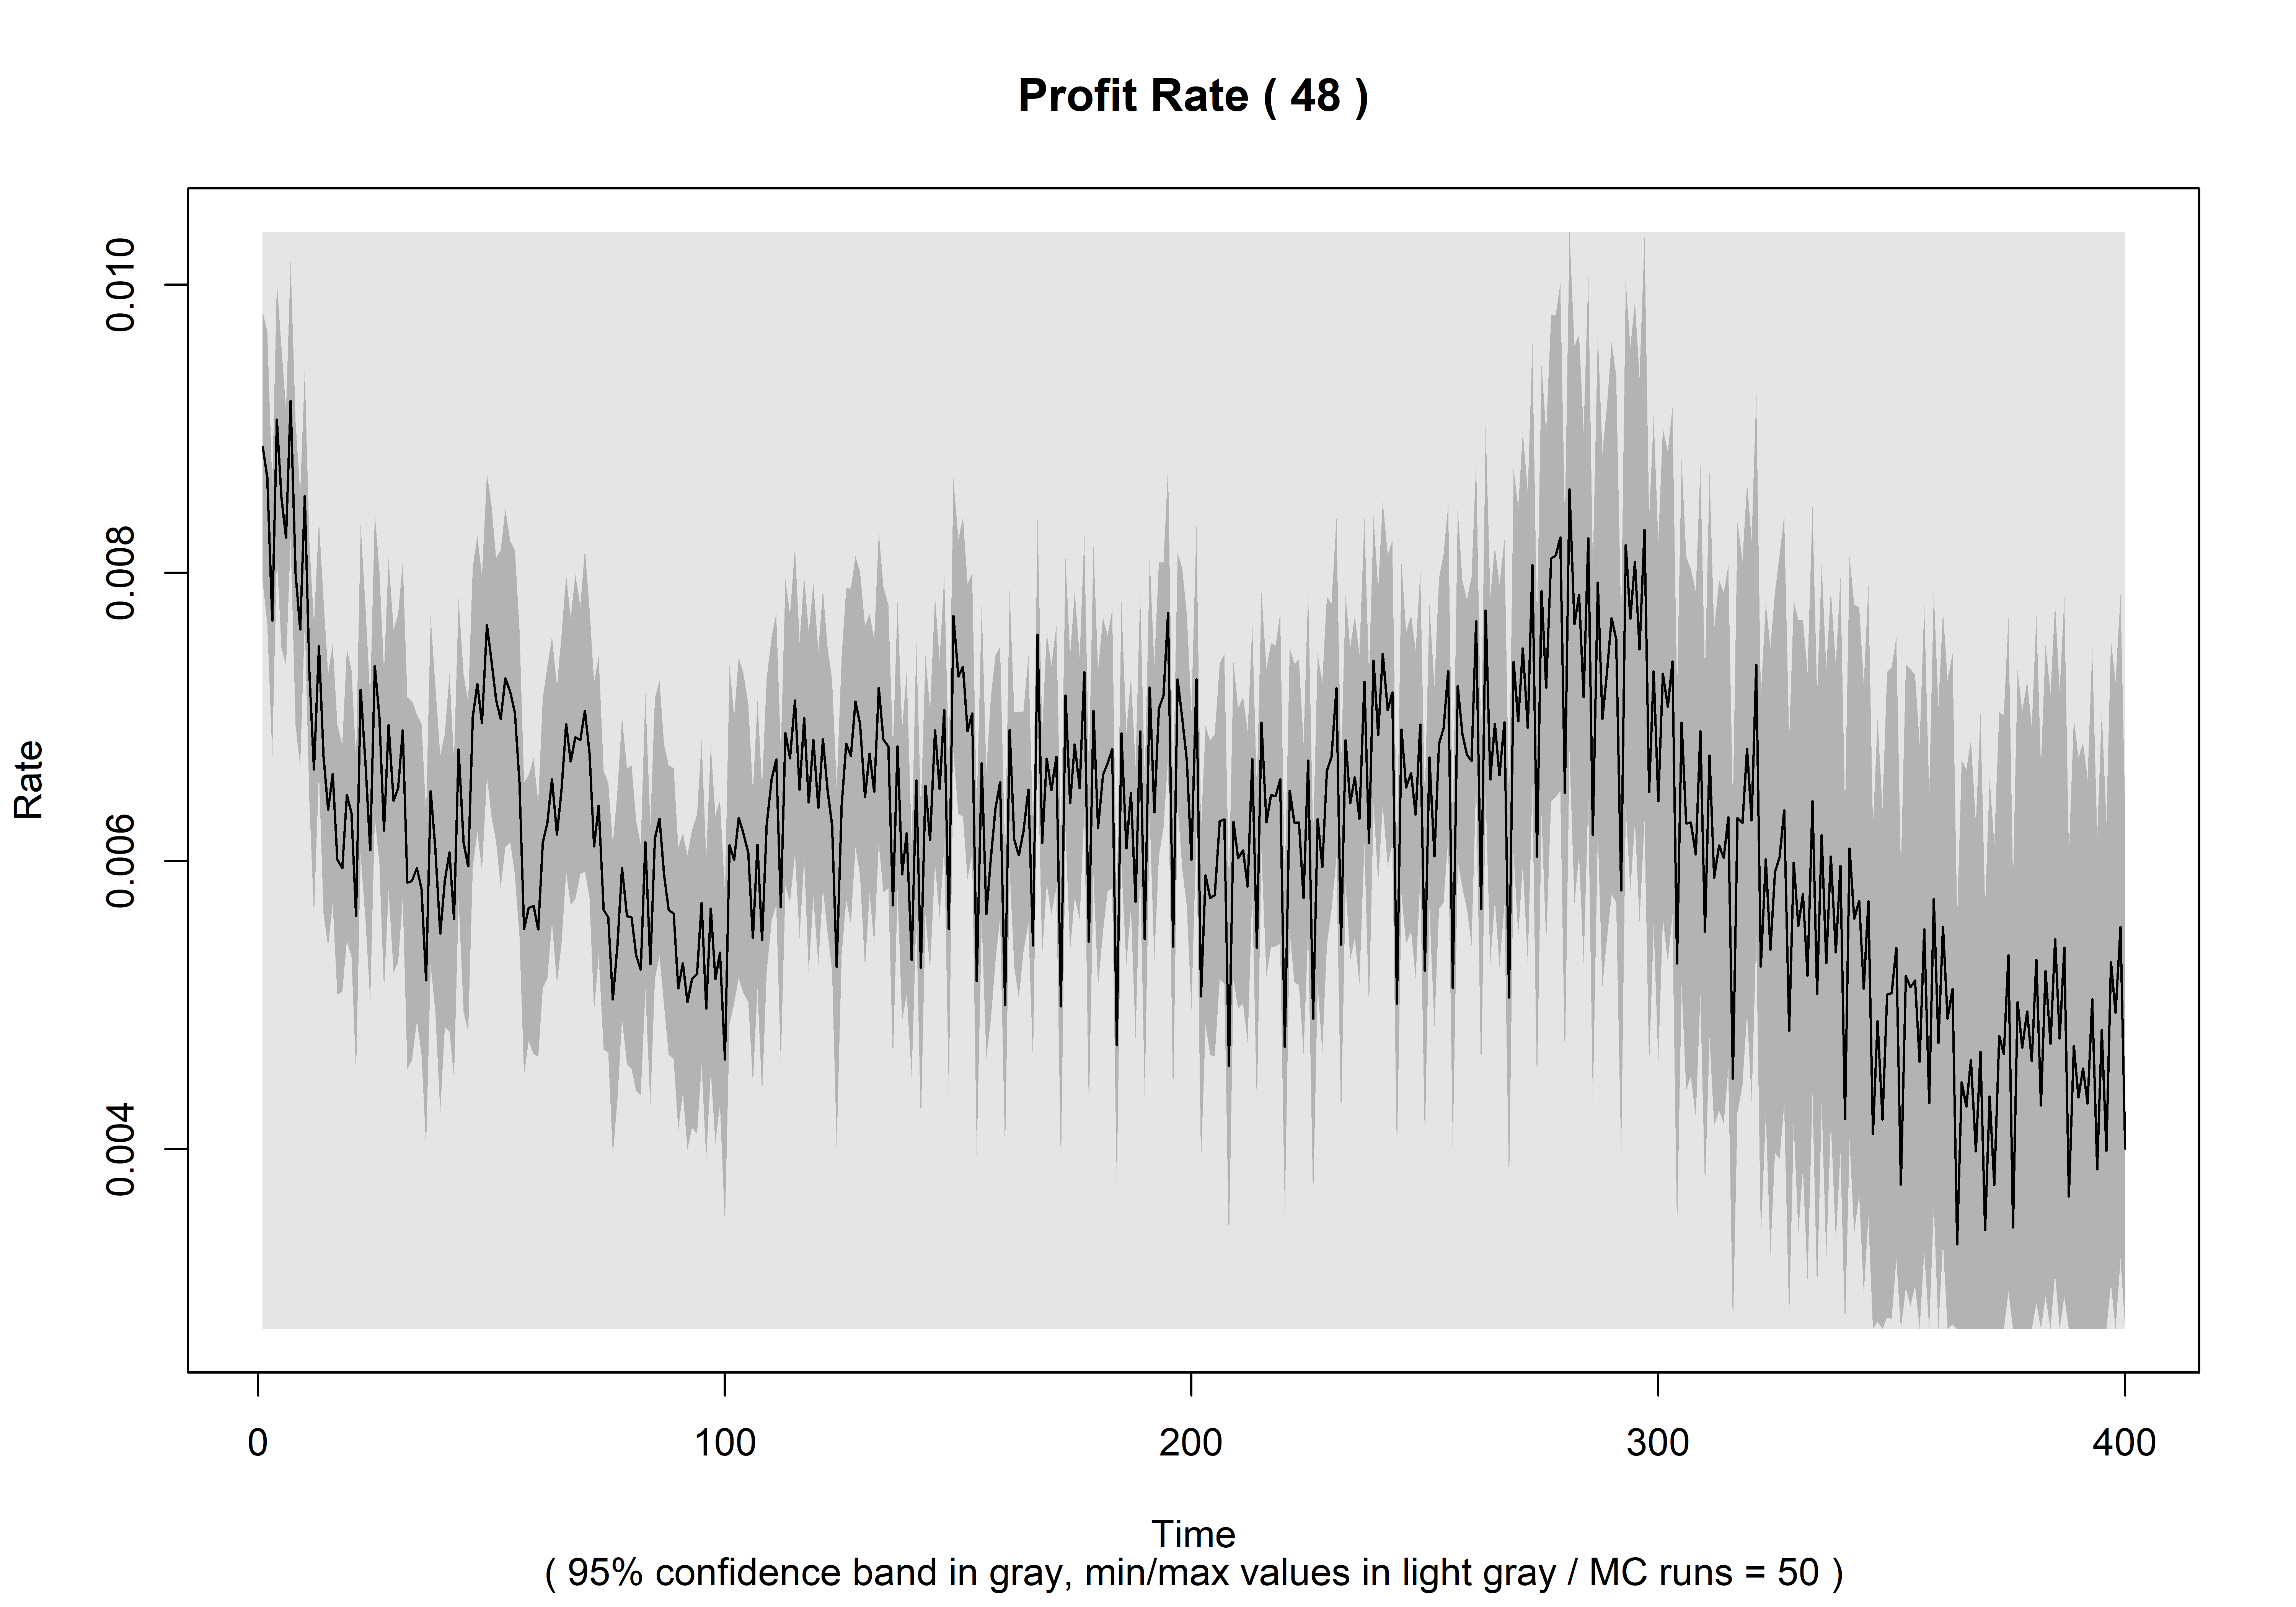 Profit Rate ( 48 )
0.010
0.008
0.006
0.004
Rate
0 100 200 300 400
Time
( 95% confidence band in gray, min/max values in light gray / MC runs = 50 )